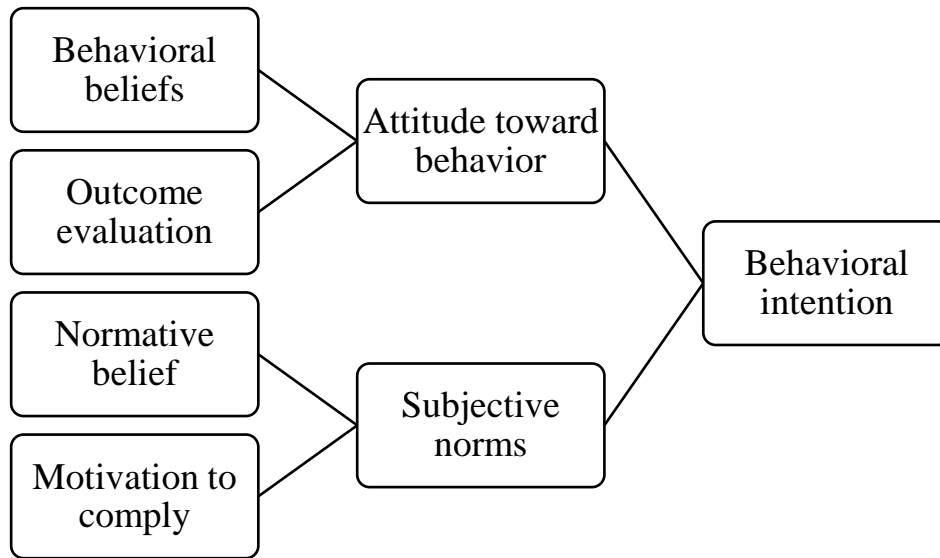 Behavioral
beliefs
Outcome
evaluation
Normative
belief
Motivation to
comply
Attitude toward
behavior
Subjective
norms
Behavioral
intention